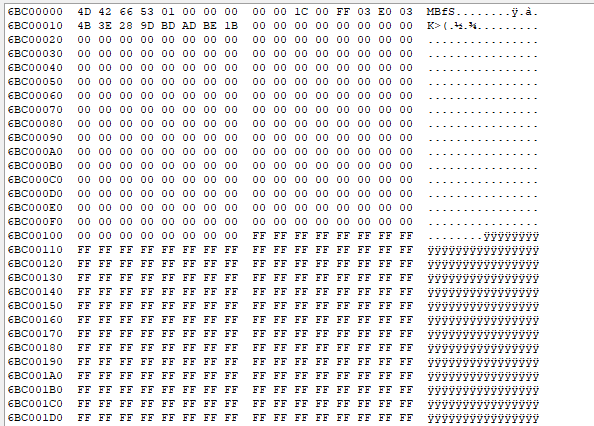 6BC00000 4D 42 66 53 01 00 00 00 00 00 1C 00 FF 03 E0 03 MBfS........ÿ.à.
6BC00010 4B 3E 28 9D BD AD BE 1B 00 00 00 00 00 00 00 00 K>(.½.¾.........
6BC00020 00 00 00 00 00 00 00 00 00 00 00 00 00 00 00 00 ................
6BC00030 00 00 00 00 00 00 00 00 00 00 00 00 00 00 00 00 ................
6BC00040 00 00 00 00 00 00 00 00 00 00 00 00 00 00 00 00 ................
6BC00050 00 00 00 00 00 00 00 00 00 00 00 00 00 00 00 00 ................
6BC00060 00 00 00 00 00 00 00 00 00 00 00 00 00 00 00 00 ................
6BC00070 00 00 00 00 00 00 00 00 00 00 00 00 00 00 00 00 ................
6BC00080 00 00 00 00 00 00 00 00 00 00 00 00 00 00 00 00 ................
6BC00090 00 00 00 00 00 00 00 00 00 00 00 00 00 00 00 00 ................
6BC000A0 00 00 00 00 00 00 00 00 00 00 00 00 00 00 00 00 ................
6BC000B0 00 00 00 00 00 00 00 00 00 00 00 00 00 00 00 00 ................
6BC000C0 00 00 00 00 00 00 00 00 00 00 00 00 00 00 00 00 ................
6BC000D0 00 00 00 00 00 00 00 00 00 00 00 00 00 00 00 00 ................
6BC000E0 00 00 00 00 00 00 00 00 00 00 00 00 00 00 00 00 ................
6BC000F0 00 00 00 00 00 00 00 00 00 00 00 00 00 00 00 00 ................
6BC00100 00 00 00 00 00 00 00 00 FF FF FF FF FF FF FF FF ........ÿÿÿÿÿÿÿÿ
6BC00110 FF FF FF FF FF FF FF FF FF FF FF FF FF FF FF FF ÿÿÿÿÿÿÿÿÿÿÿÿÿÿÿÿ
6BC00120 FF FF FF FF FF FF FF FF FF FF FF FF FF FF FF FF ÿÿÿÿÿÿÿÿÿÿÿÿÿÿÿÿ
6BC00130 FF FF FF FF FF FF FF FF FF FF FF FF FF FF FF FF ÿÿÿÿÿÿÿÿÿÿÿÿÿÿÿÿ
6BC00140 FF FF FF FF FF FF FF FF FF FF FF FF FF FF FF FF ÿÿÿÿÿÿÿÿÿÿÿÿÿÿÿÿ
6BC00150 FF FF FF FF FF FF FF FF FF FF FF FF FF FF FF FF ÿÿÿÿÿÿÿÿÿÿÿÿÿÿÿÿ
6BC00160 FF FF FF FF FF FF FF FF FF FF FF FF FF FF FF FF ÿÿÿÿÿÿÿÿÿÿÿÿÿÿÿÿ
6BC00170 FF FF FF FF FF FF FF FF FF FF FF FF FF FF FF FF ÿÿÿÿÿÿÿÿÿÿÿÿÿÿÿÿ
6BC00180 FF FF FF FF FF FF FF FF FF FF FF FF FF FF FF FF ÿÿÿÿÿÿÿÿÿÿÿÿÿÿÿÿ
6BC00190 FF FF FF FF FF FF FF FF FF FF FF FF FF FF FF FF ÿÿÿÿÿÿÿÿÿÿÿÿÿÿÿÿ
6BC001A0 FF FF FF FF FF FF FF FF FF FF FF FF FF FF FF FF ÿÿÿÿÿÿÿÿÿÿÿÿÿÿÿÿ
6BC001B0 FF FF FF FF FF FF FF FF FF FF FF FF FF FF FF FF ÿÿÿÿÿÿÿÿÿÿÿÿÿÿÿÿ
6BC001C0 FF FF FF FF FF FF FF FF FF FF FF FF FF FF FF FF ÿÿÿÿÿÿÿÿÿÿÿÿÿÿÿÿ
6BC001D0 FF FF FF FF FF FF FF FF FF FF FF FF FF FF FF FF ÿÿÿÿÿÿÿÿÿÿÿÿÿÿÿÿ